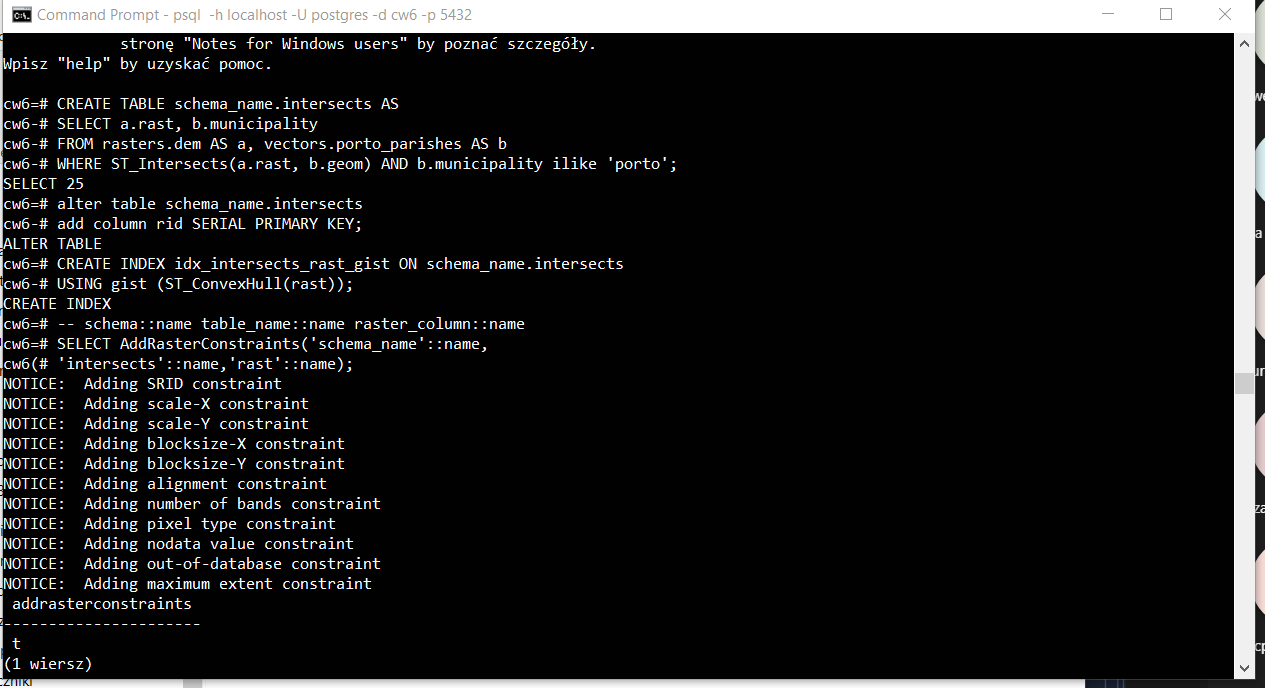 Command Prompt - psql  -h localhost -U postgres -d cw6 -p 5432
             stronę "Notes for Windows users" by poznać szczegóły.
Wpisz "help" by uzyskać pomoc.
cw6=# CREATE TABLE schema_name.intersects AS
cw6-# SELECT a.rast, b.municipality
cw6-# FROM rasters.dem AS a, vectors.porto_parishes AS b
cw6-# WHERE ST_Intersects(a.rast, b.geom) AND b.municipality ilike 'porto';
SELECT 25
cw6=# alter table schema_name.intersects
cw6-# add column rid SERIAL PRIMARY KEY;
ALTER TABLE
cw6=# CREATE INDEX idx_intersects_rast_gist ON schema_name.intersects
cw6-# USING gist (ST_ConvexHull(rast));
CREATE INDEX
cw6=# -- schema::name table_name::name raster_column::name
cw6=# SELECT AddRasterConstraints('schema_name'::name,
cw6(# 'intersects'::name,'rast'::name);
NOTICE:  Adding SRID constraint
NOTICE:  Adding scale-X constraint
NOTICE:  Adding scale-Y constraint
NOTICE:  Adding blocksize-X constraint
NOTICE:  Adding blocksize-Y constraint
NOTICE:  Adding alignment constraint
NOTICE:  Adding number of bands constraint
NOTICE:  Adding pixel type constraint
NOTICE:  Adding nodata value constraint
NOTICE:  Adding out-of-database constraint
NOTICE:  Adding maximum extent constraint
 addrasterconstraints
----------------------
 t
(1 wiersz)